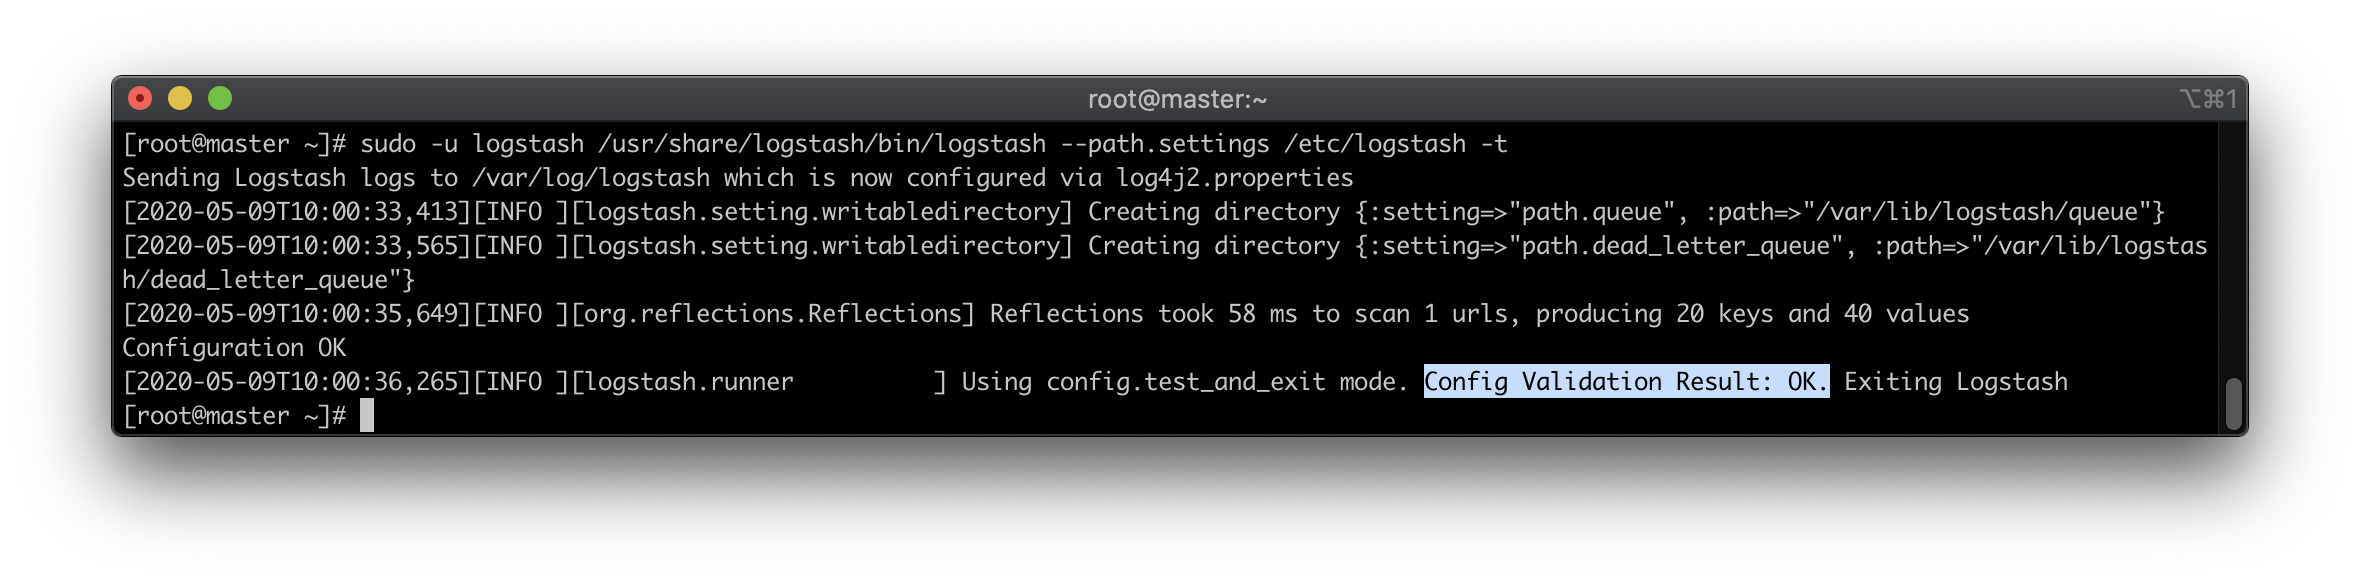 root@master:~
⌥⌘1
[root@master ~]# sudo -u logstash /usr/share/logstash/bin/logstash --path.settings /etc/logstash -t
Sending Logstash logs to /var/log/logstash which is now configured via log4j2.properties
[2020-05-09T10:00:33,413][INFO ][logstash.setting.writabledirectory] Creating directory {:setting=>"path.queue", :path=>"/var/lib/logstash/queue"}
[2020-05-09T10:00:33,565][INFO ][logstash.setting.writabledirectory] Creating directory {:setting=>"path.dead_letter_queue", :path=>"/var/lib/logstas
h/dead_letter_queue"}
[2020-05-09T10:00:35,649][INFO ][org.reflections.Reflections] Reflections took 58 ms to scan 1 urls, producing 20 keys and 40 values
Configuration OK
[2020-05-09T10:00:36,265][INFO ][logstash.runner          ] Using config.test_and_exit mode. Config Validation Result: OK. Exiting Logstash
[root@master ~]#